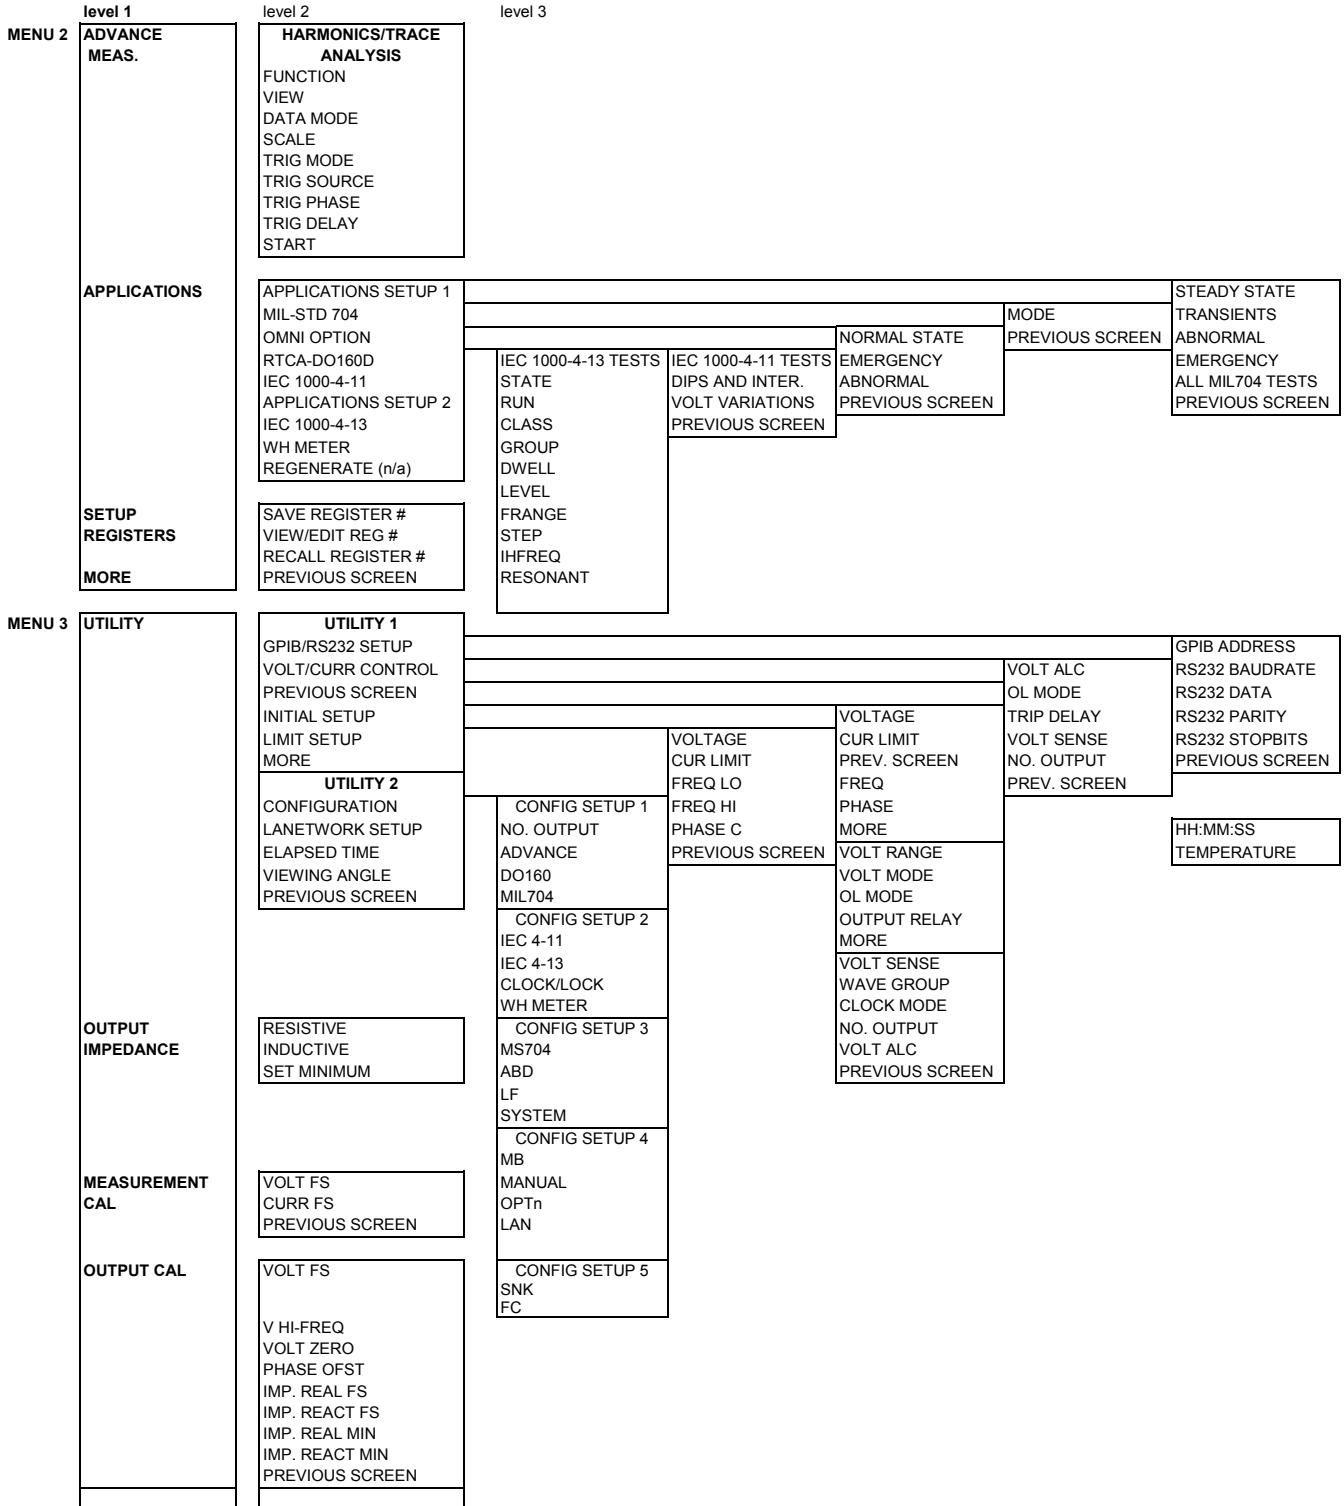 level 1 level 2 level 3
MENU 2 ADVANCE HARMONICS/TRACE
MEAS. ANALYSIS
FUNCTION
VIEW
DATA MODE
SCALE
TRIG MODE
TRIG SOURCE
TRIG PHASE
TRIG DELAY
START
APPLICATIONS APPLICATIONS SETUP 1 STEADY STATE
MIL-STD 704 MODE TRANSIENTS
OMNI OPTION NORMAL STATE PREVIOUS SCREEN ABNORMAL
RTCA-DO160D IEC 1000-4-13 TESTS IEC 1000-4-11 TESTS EMERGENCY EMERGENCY
IEC 1000-4-11 STATE DIPS AND INTER. ABNORMAL ALL MIL704 TESTS
APPLICATIONS SETUP 2 RUN VOLT VARIATIONS PREVIOUS SCREEN PREVIOUS SCREEN
IEC 1000-4-13 CLASS PREVIOUS SCREEN
WH METER GROUP
REGENERATE (n/a) DWELL
LEVEL
SETUP SAVE REGISTER # FRANGE
REGISTERS VIEW/EDIT REG # STEP
RECALL REGISTER # IHFREQ
MORE PREVIOUS SCREEN RESONANT
MENU 3 UTILITY UTILITY 1
GPIB/RS232 SETUP GPIB ADDRESS
VOLT/CURR CONTROL VOLT ALC RS232 BAUDRATE
PREVIOUS SCREEN OL MODE RS232 DATA
INITIAL SETUP VOLTAGE TRIP DELAY RS232 PARITY
LIMIT SETUP VOLTAGE CUR LIMIT VOLT SENSE RS232 STOPBITS
MORE CUR LIMIT PREV. SCREEN NO. OUTPUT PREVIOUS SCREEN
UTILITY 2 FREQ LO FREQ PREV. SCREEN
CONFIGURATION CONFIG SETUP 1 FREQ HI PHASE
LANETWORK SETUP NO. OUTPUT PHASE C MORE HH:MM:SS
ELAPSED TIME ADVANCE PREVIOUS SCREEN VOLT RANGE TEMPERATURE
VIEWING ANGLE DO160 VOLT MODE
PREVIOUS SCREEN MIL704 OL MODE
CONFIG SETUP 2 OUTPUT RELAY
IEC 4-11 MORE
IEC 4-13 VOLT SENSE
CLOCK/LOCK WAVE GROUP
WH METER CLOCK MODE
OUTPUT RESISTIVE CONFIG SETUP 3 NO. OUTPUT
IMPEDANCE INDUCTIVE MS704 VOLT ALC
SET MINIMUM ABD PREVIOUS SCREEN
LF
SYSTEM
CONFIG SETUP 4
MB
MEASUREMENT VOLT FS MANUAL
CAL CURR FS OPTn
PREVIOUS SCREEN LAN
OUTPUT CAL VOLT FS CONFIG SETUP 5
SNK
FC
V HI-FREQ
VOLT ZERO
PHASE OFST
IMP. REAL FS
IMP. REACT FS
IMP. REAL MIN
IMP. REACT MIN
PREVIOUS SCREEN